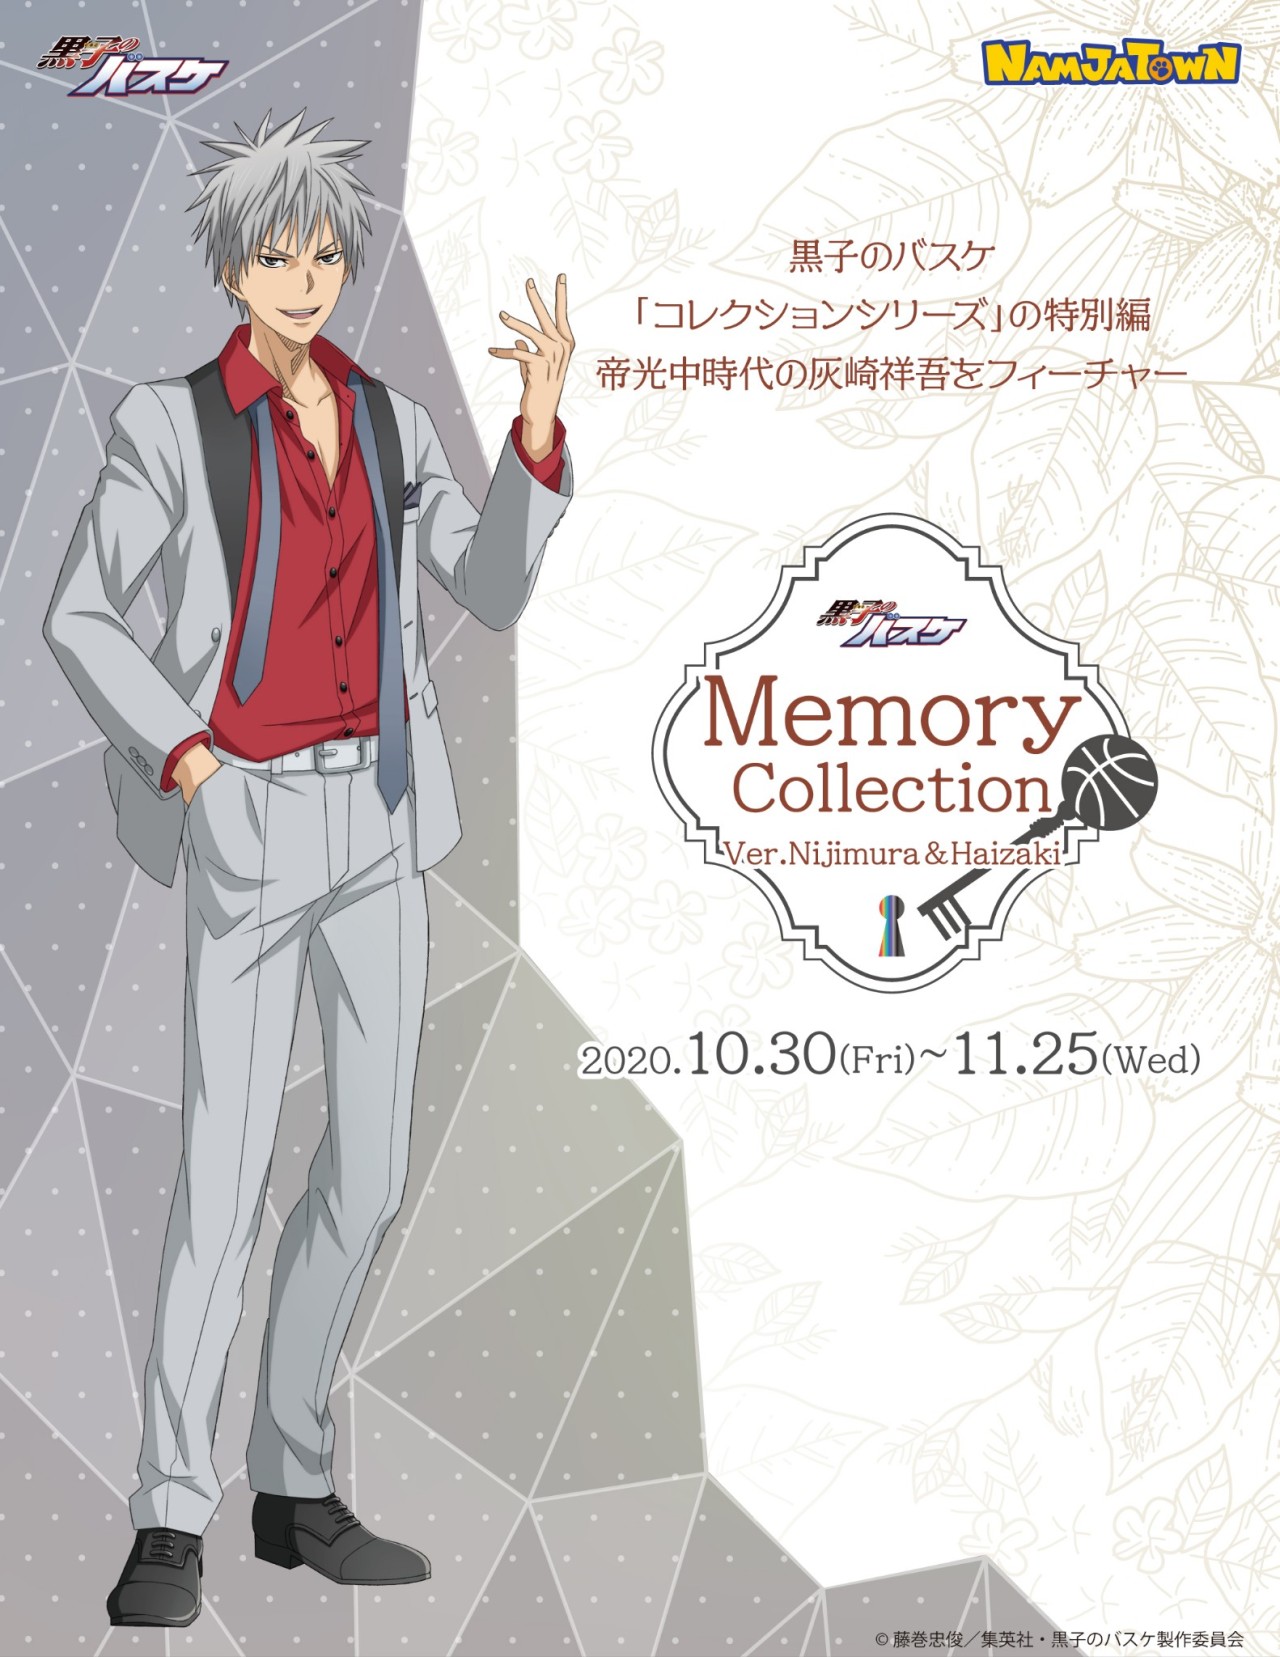 黒子のバスケ
NAMJATOWN
黒子のバスケ
「コレクションシリーズ」の特別編
帝光中時代の灰崎祥吾をフィーチャー
黒子のバスケ
Memory
Collection
Ver.Nijimura&Haizaki
2020.10.30(Fri)~11.25(Wed)
© 藤巻忠俊／集英社・黒子のバスケ製作委員会